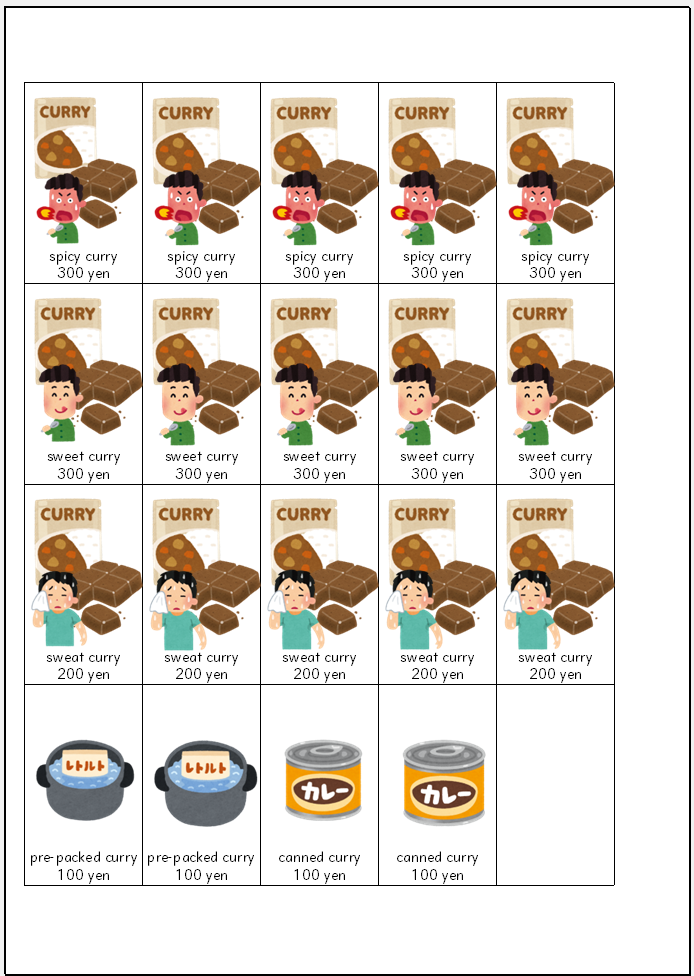 CURRY CURRY CURRY CURRY CURRY
spicy curry spicy curry spicy curry spicy curry spicy curry
300 yen 300 yen 300 yen 300 yen 300 yen
CURRY CURRY CURRY CURRY CURRY
sweet curry sweet curry sweet curry sweet curry sweet curry
300 yen 300 yen 300 yen 300 yen 300 yen
CURRY CURRY CURRY CURRY CURRY
sweat curry sweat curry sweat curry sweat curry sweat curry
200 yen 200 yen 200 yen 200 yen 200 yen
レトルト レトルト カレー カレー
pre-packed curry pre-packed curry canned curry canned curry
100 yen 100 yen 100 yen 100 yen